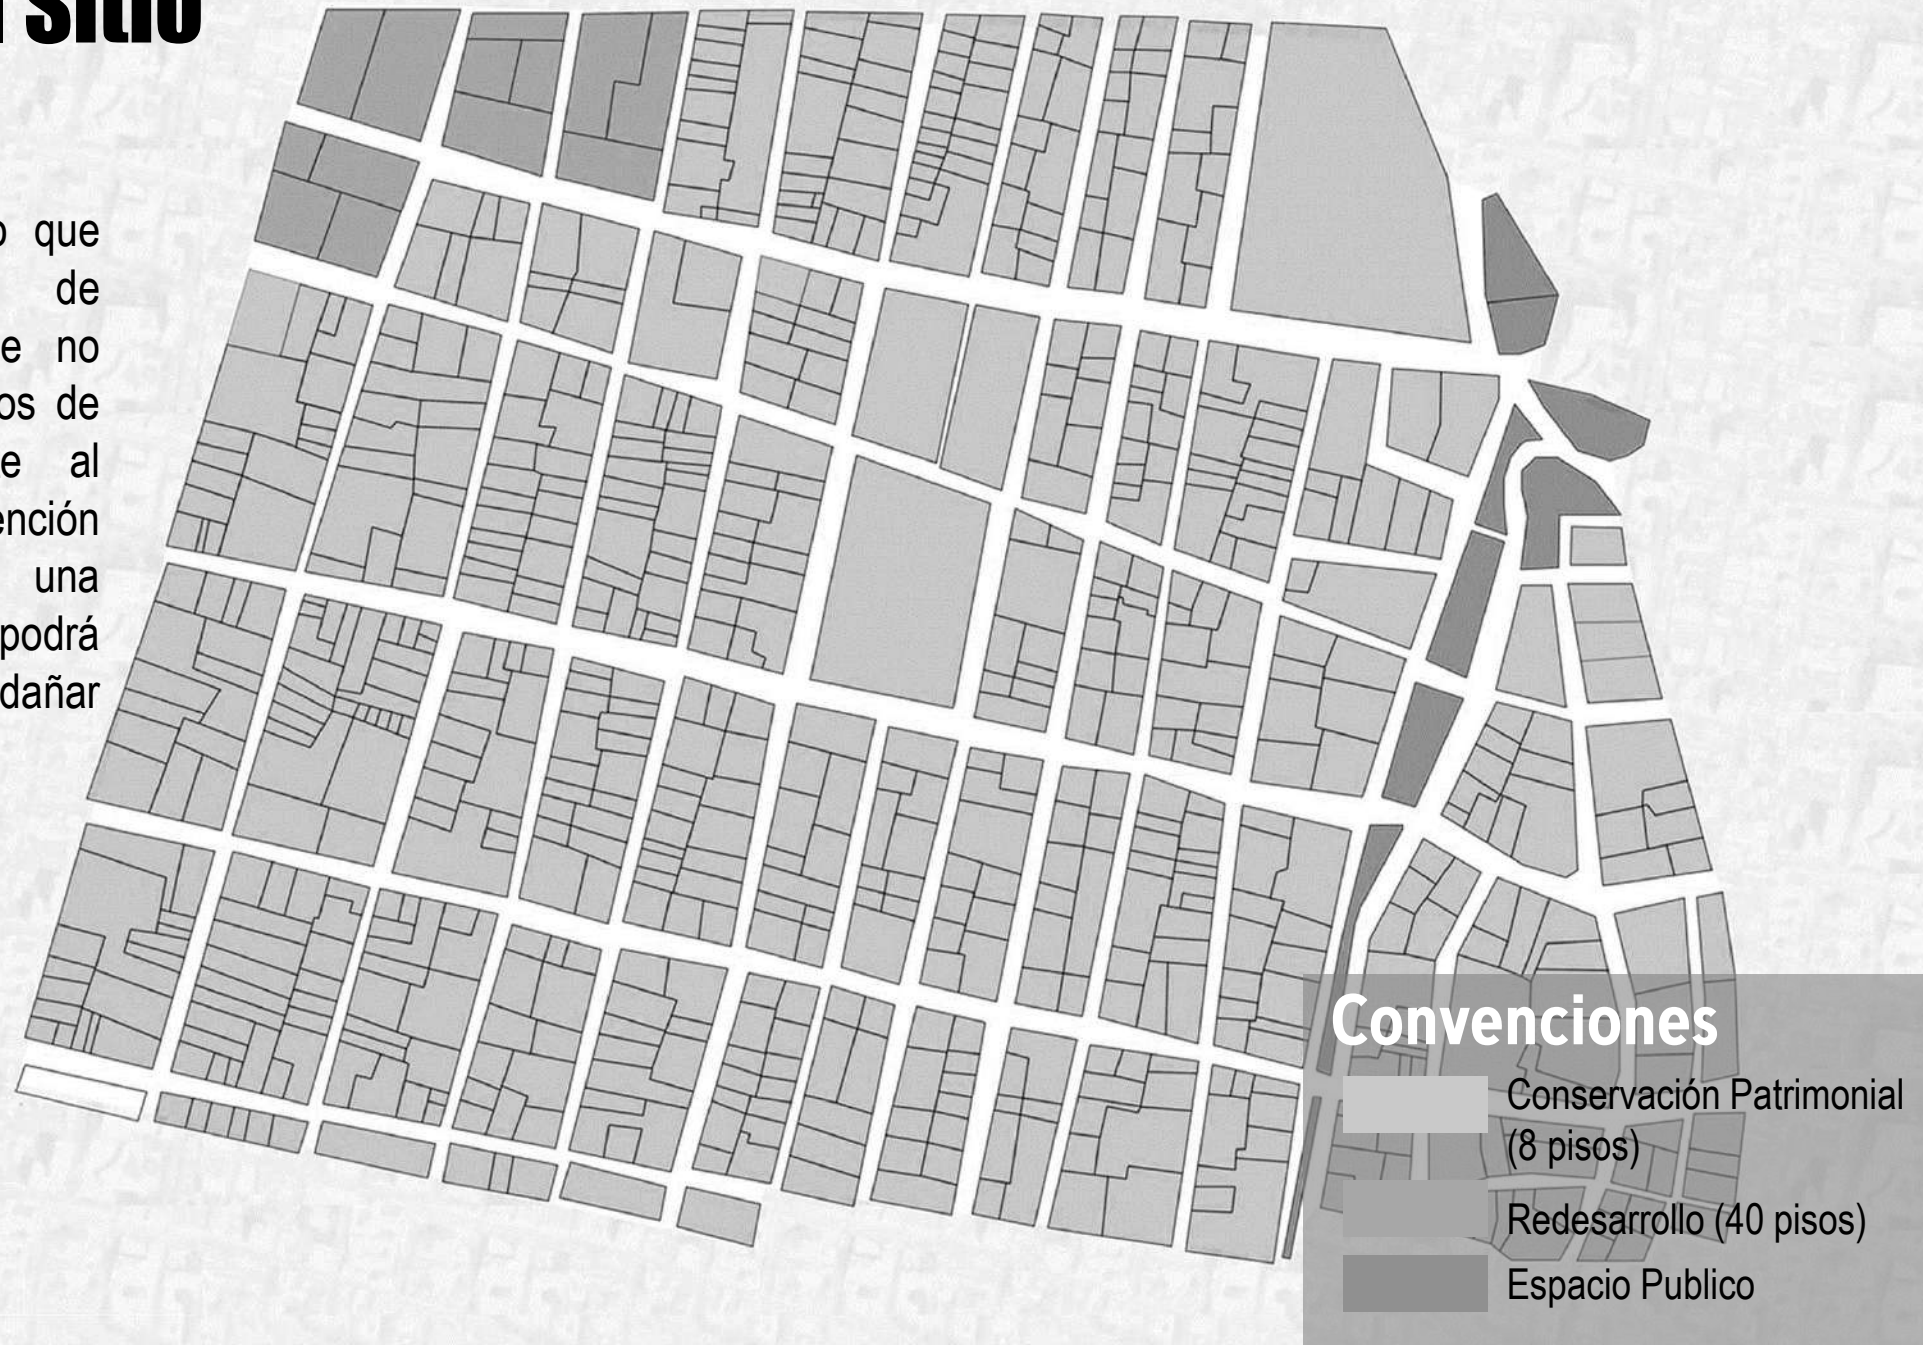 Sitio
que
de
e no
os de
e al
ención
una
podrá
dañar
Convenciones
Conservación Patrimonial
(8 pisos)
Redesarrollo (40 pisos)
Espacio Publico